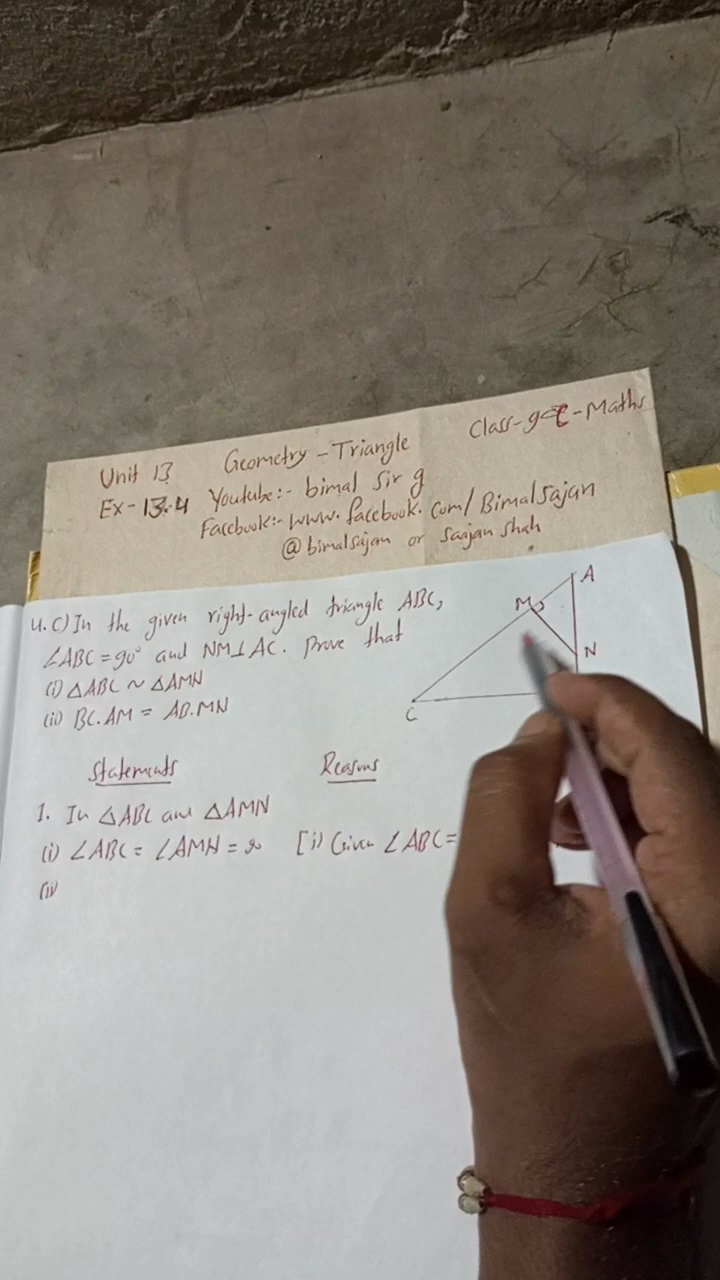 Unit 13 Geometry - Triangle Class-9 - Maths
Ex - 13.4 Youtube:- bimal sir g
Facebook:- www.facebook.com/Bimalsajan
@bimalsajan or saajan shah
4. c) In the given right-angled triangle ABC,
∠ABC = 90° and NM⊥AC. Prove that
(i) △ABC ~ △AMN
(ii) BC.AM = AB.MN
A
M
N
C
Statements Reasons
1. In △ABC and △AMN
(i) ∠ABC = ∠AMN = 90 [i) Given ∠ABC =
(ii)